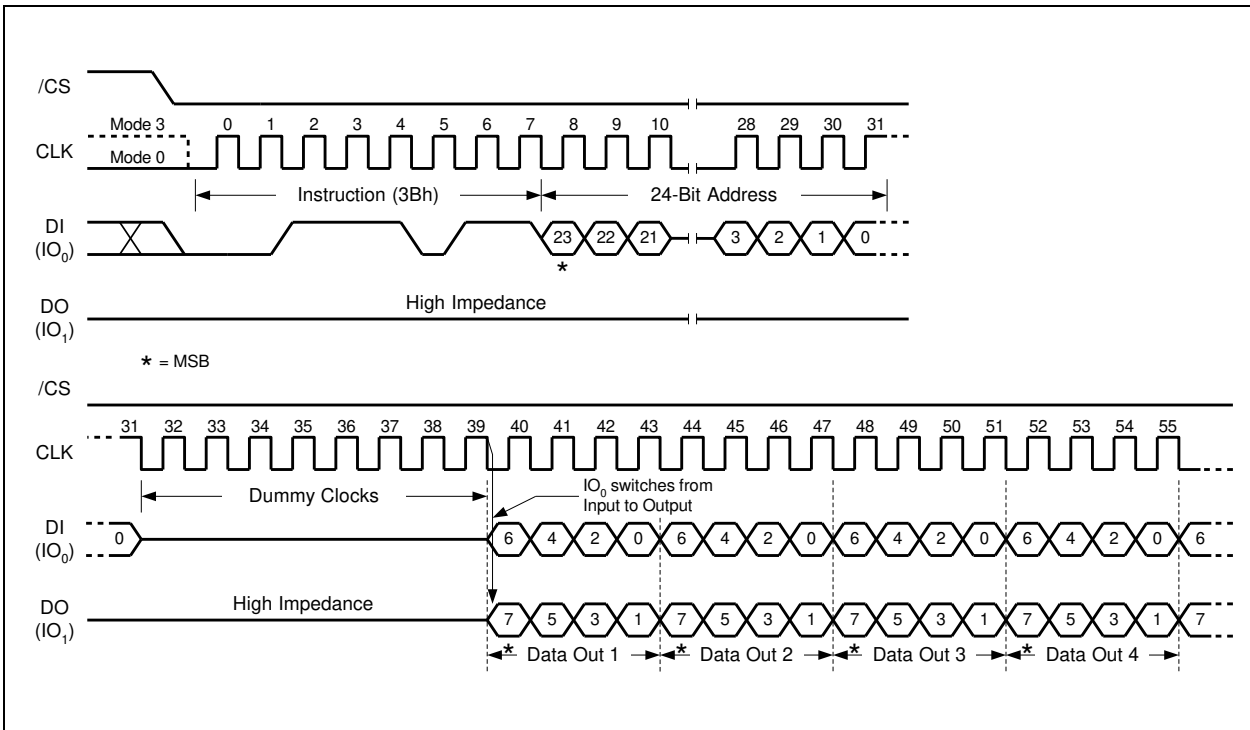 /CS
Mode 3 0 1 2 3 4 5 6 7 8 9 10 28 29 30 31
CLK
Mode 0
Instruction (3Bh) 24-Bit Address
DI
(IO0) 23 22 21 3 2 1 0
*
High Impedance
DO
(IO1)
* = MSB
/CS
31 32 33 34 35 36 37 38 39 40 41 42 43 44 45 46 47 48 49 50 51 52 53 54 55
CLK
Dummy Clocks
IO0 switches from
Input to Output
DI
(IO0)
0 6 4 2 0 6 4 2 0 6 4 2 0 6 4 2 0 6
High Impedance
DO
(IO1)
7 5 3 1 7 5 3 1 7 5 3 1 7 5 3 1 7
* Data Out 1 * Data Out 2 * Data Out 3 * Data Out 4